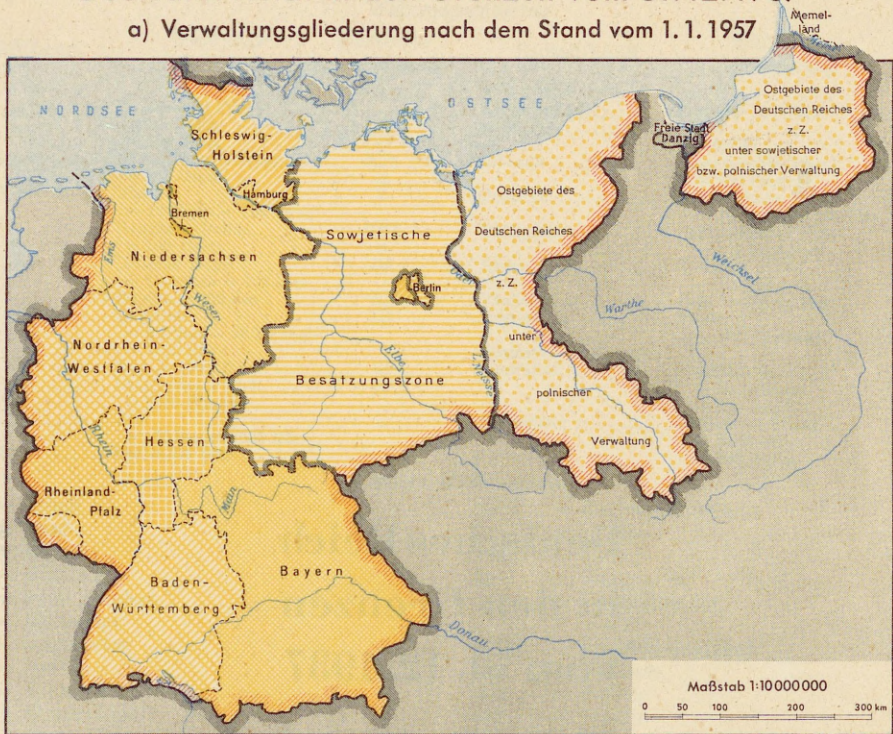 a) Verwaltungsgliederung nach dem Stand vom 1.1.1957
Memel-
land
NORDSEE
OSTSEE
Schleswig-
Holstein
Hamburg
Bremen
Niedersachsen
Ems
Weser
Nordrhein-
Westfalen
Rhein
Hessen
Rheinland-
Pfalz
Main
Baden-
Württemberg
Bayern
Donau
Sowjetische
Berlin
Elbe
Besatzungszone
Oder
Ostgebiete des
Deutschen Reiches
z. Z.
unter
polnischer
Verwaltung
Warthe
Weichsel
Freie Stadt
Danzig
Ostgebiete des
Deutschen Reiches
z. Z.
unter sowjetischer
bzw. polnischer Verwaltung
Maßstab 1:10000000
0 50 100 200 300 km